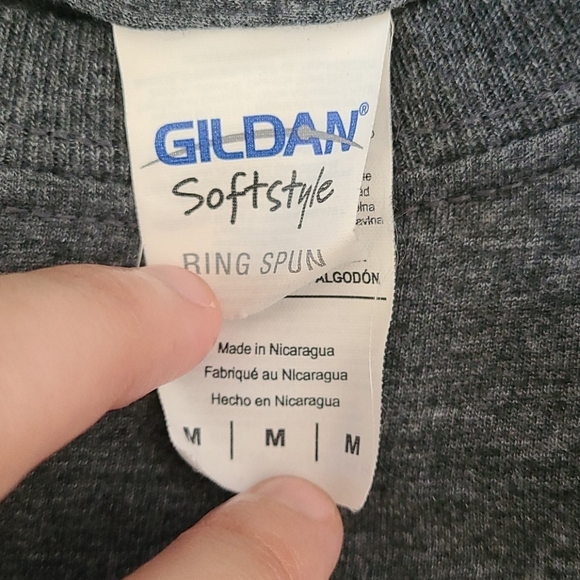 GILDAN®
Softstyle
RING SPUN
ALGODÓN
Made in Nicaragua
Fabriqué au NIcaragua
Hecho en Nicaragua
M | M | M